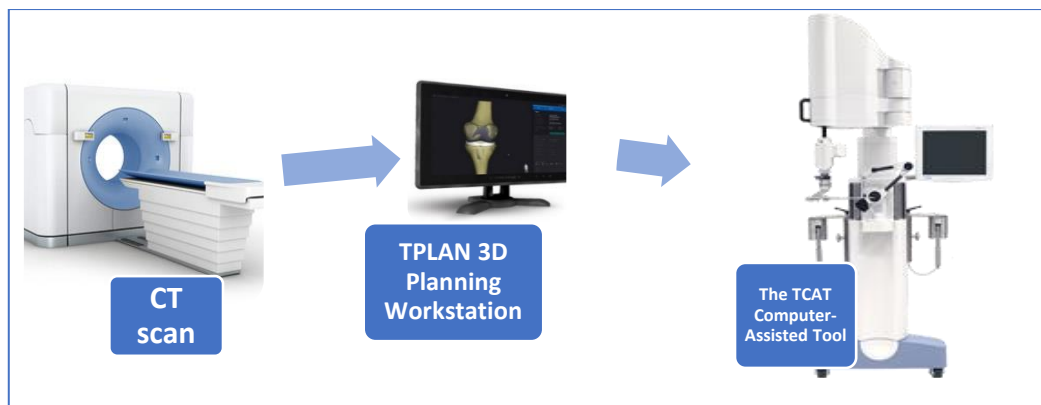 CT
scan
TPLAN 3D
Planning
Workstation
The TCAT
Computer-
Assisted Tool